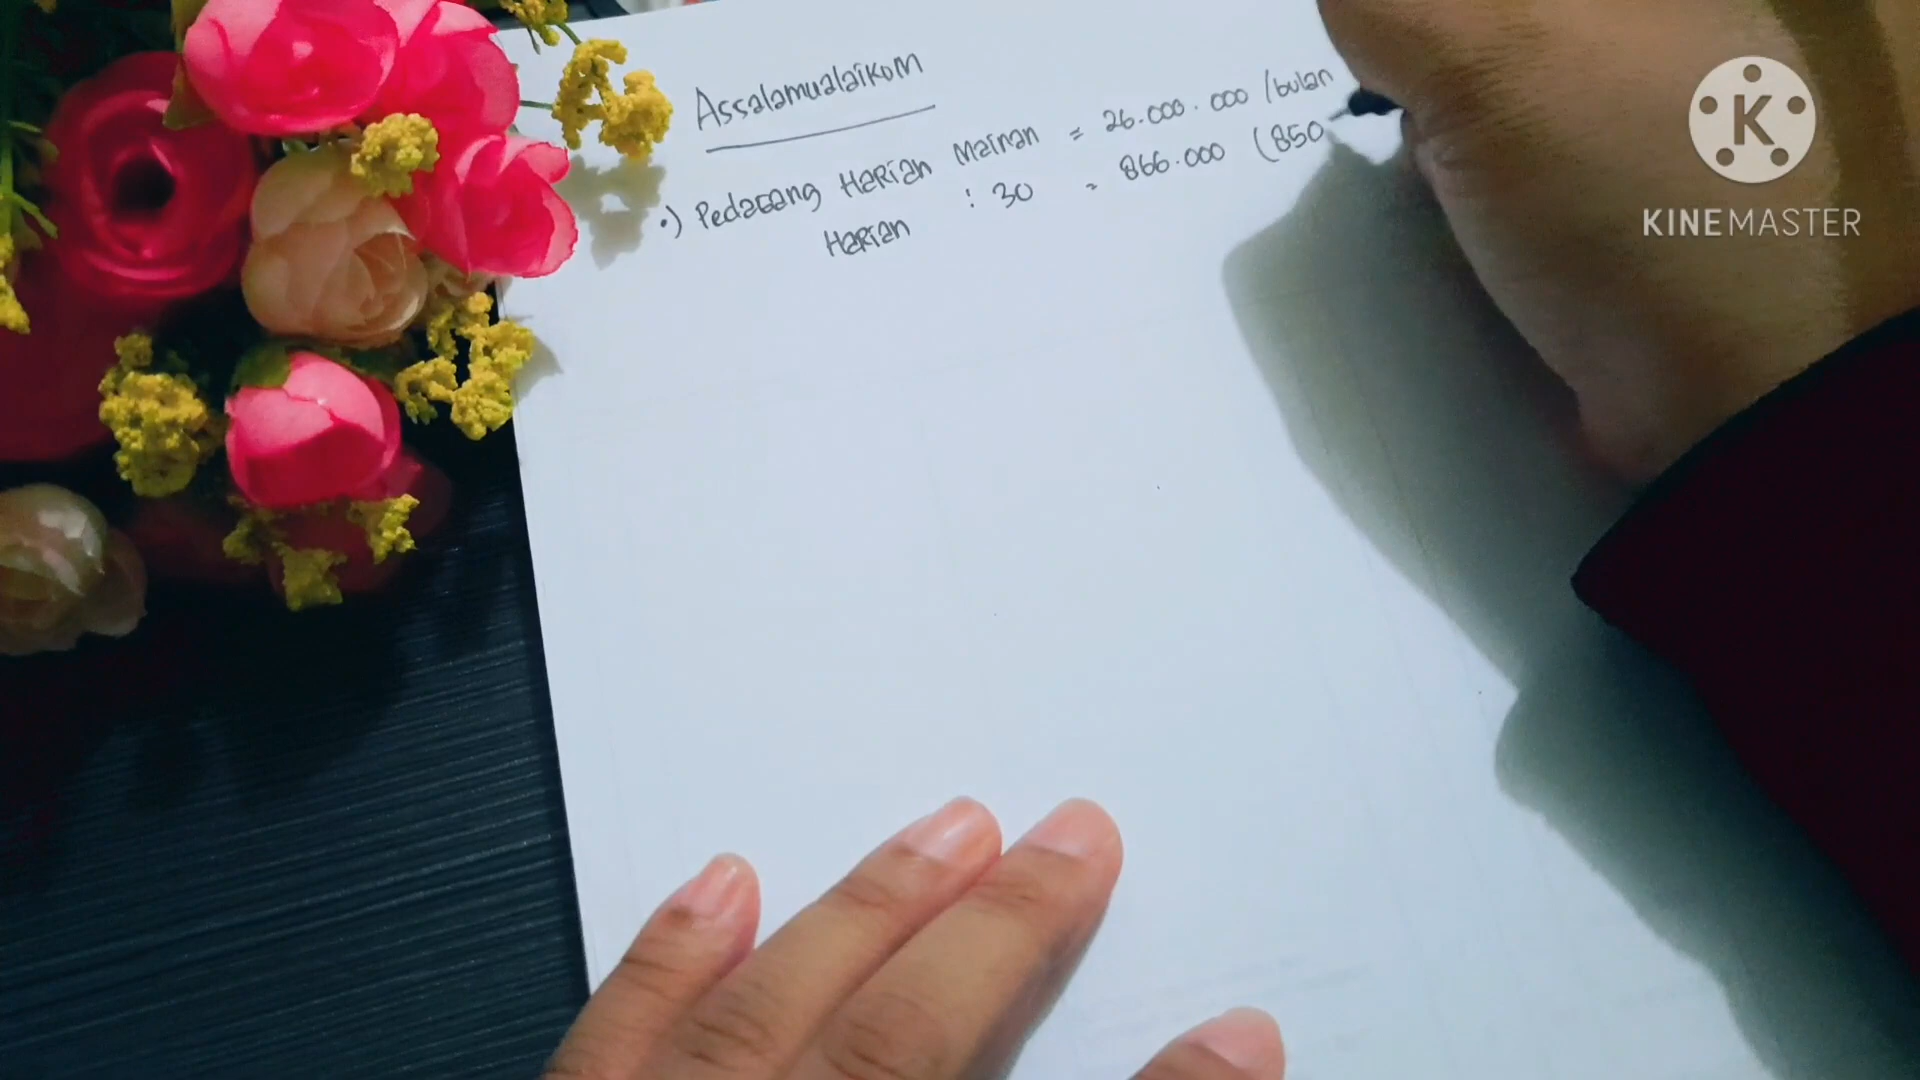 Assalamualaikom
•) Pedagang Harian Mainan = 26.000.000 /bulan
Harian : 30 = 866.000 (850
KINEMASTER